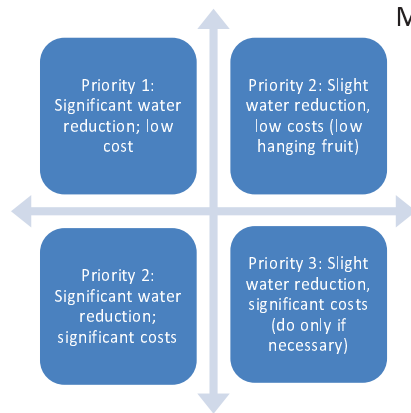 M
Priority 1:
Significant water
reduction; low
cost
Priority 2: Slight
water reduction,
low costs (low
hanging fruit)
Priority 2:
Significant water
reduction;
significant costs
Priority 3: Slight
water reduction,
significant costs
(do only if
necessary)